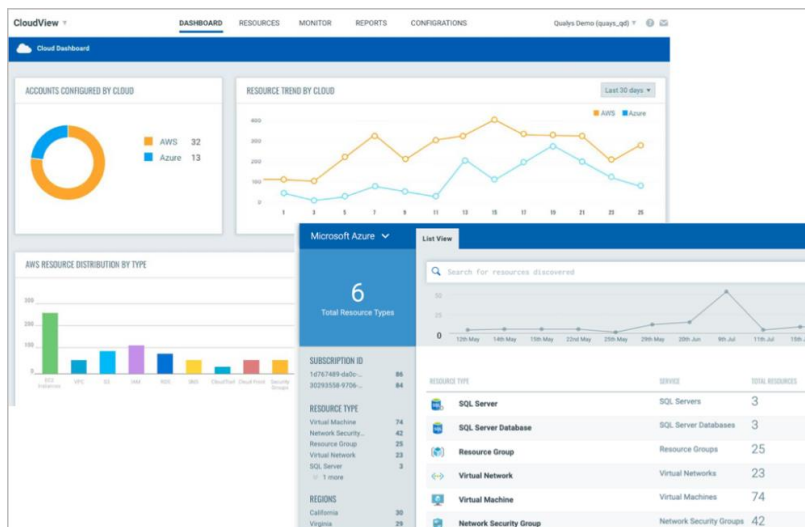 CloudView
DASHBOARD RESOURCES MONITOR REPORTS CONFIGRATIONS
Qualys Demo (quays_qd)
Cloud Dashboard
ACCOUNTS CONFIGURED BY CLOUD
AWS 32
Azure 13
RESOURCE TREND BY CLOUD
Last 30 days
AWS Azure
400
300
200
100
0
1 3 5 7 9 11 13 15 17 19 21 23 25
AWS RESOURCE DISTRIBUTION BY TYPE
300
200
100
0
EC2 Instances
VPC
S3
IAM
RDS
Cloud Front
Security Groups
Microsoft Azure
List View
6
Total Resource Types
Search for resources discovered
50
25
0
12th May 14th May 15th May 22nd May 25th May 29th May 20th Jun 9th Jul 11th Jul
SUBSCRIPTION ID
1d767489-da0c-... 86
30293558-9706-... 84
RESOURCE TYPE
Virtual Machine 74
Network Security... 42
Resource Group 25
Virtual Network 23
SQL Server 3
1 more
REGIONS
California 30
Virgnia 29
RESOURCE TYPE SERVICE TOTAL RESOURCES
SQL Server SQL Servers 3
SQL Server Database SQL Server Databases 3
Resource Group Resource Groups 25
Virtual Network Virtual Networks 23
Virtual Machine Virtual Machines 74
Network Security Group Network Security Groups 42